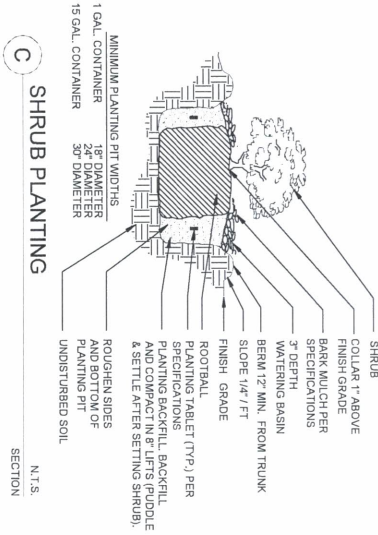 SHRUB
COLLAR 1" ABOVE
FINISH GRADE
BARK MULCH PER
SPECIFICATIONS
3" DEPTH
WATERING BASIN
BERM 12" MIN. FROM TRUNK
SLOPE 1/4" / FT
FINISH GRADE
ROOTBALL
PLANTING TABLET (TYP.) PER
SPECIFICATIONS
PLANTING BACKFILL. BACKFILL
AND COMPACT IN 8" LIFTS (PUDDLE
& SETTLE AFTER SETTING SHRUB).
ROUGHEN SIDES
AND BOTTOM OF
PLANTING PIT
UNDISTURBED SOIL
MINIMUM PLANTING PIT WIDTHS
1 GAL. CONTAINER 18" DIAMETER
24" DIAMETER
15 GAL. CONTAINER 30" DIAMETER
C SHRUB PLANTING
N.T.S.
SECTION